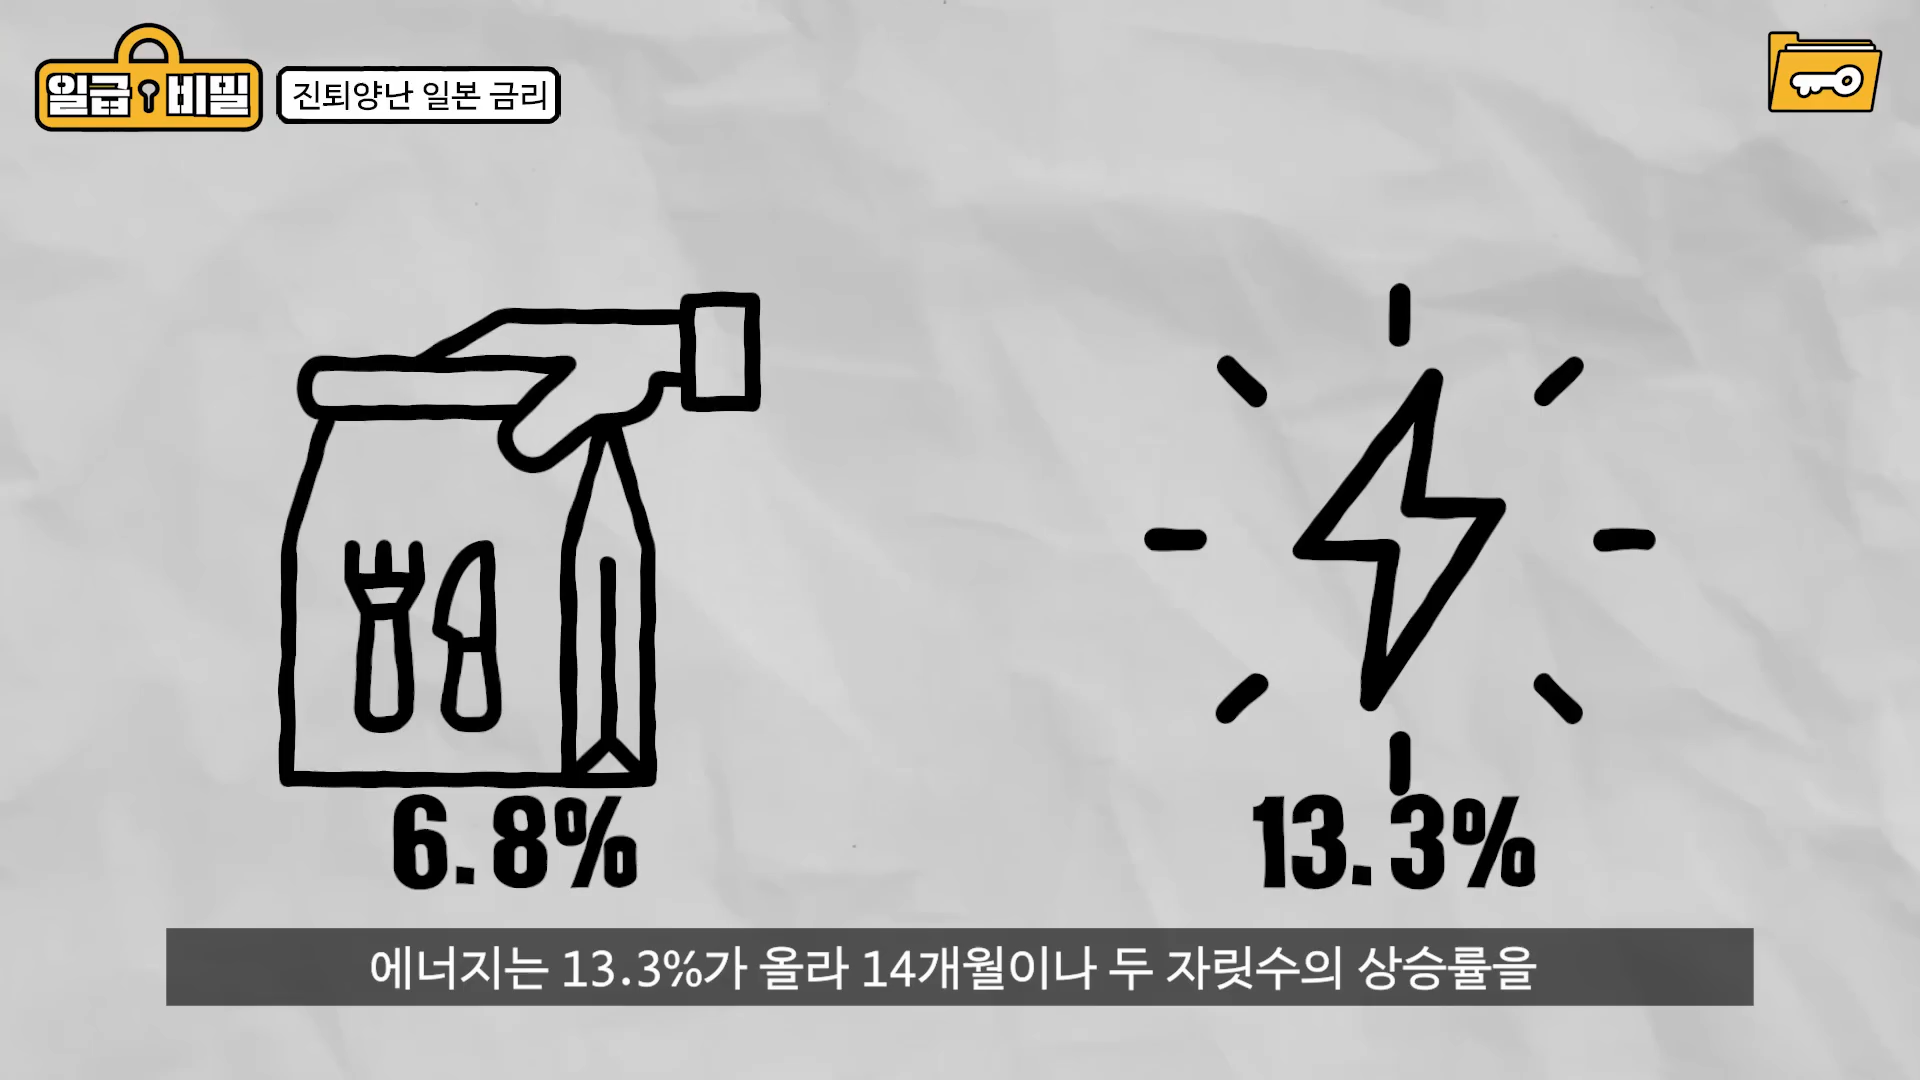 일급비밀
진퇴양난 일본 금리
6.8%
13.3%
에너지는 13.3%가 올라 14개월이나 두 자릿수의 상승률을